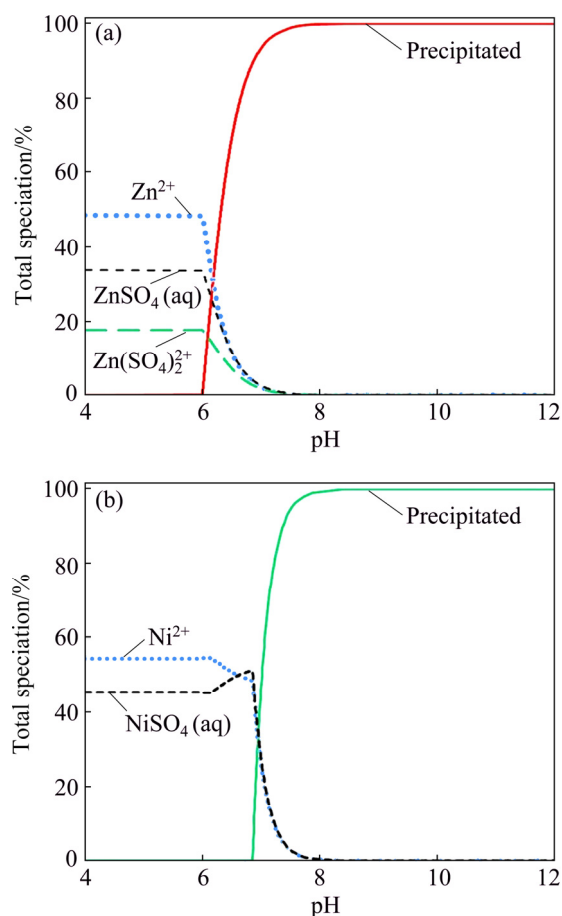 (a)
Precipitated
Zn²⁺
ZnSO₄ (aq)
Zn(SO₄)₂²⁺
Total speciation/%
100
80
60
40
20
0
4 6 8 10 12
pH
(b)
Precipitated
Ni²⁺
NiSO₄ (aq)
Total speciation/%
100
80
60
40
20
0
4 6 8 10 12
pH